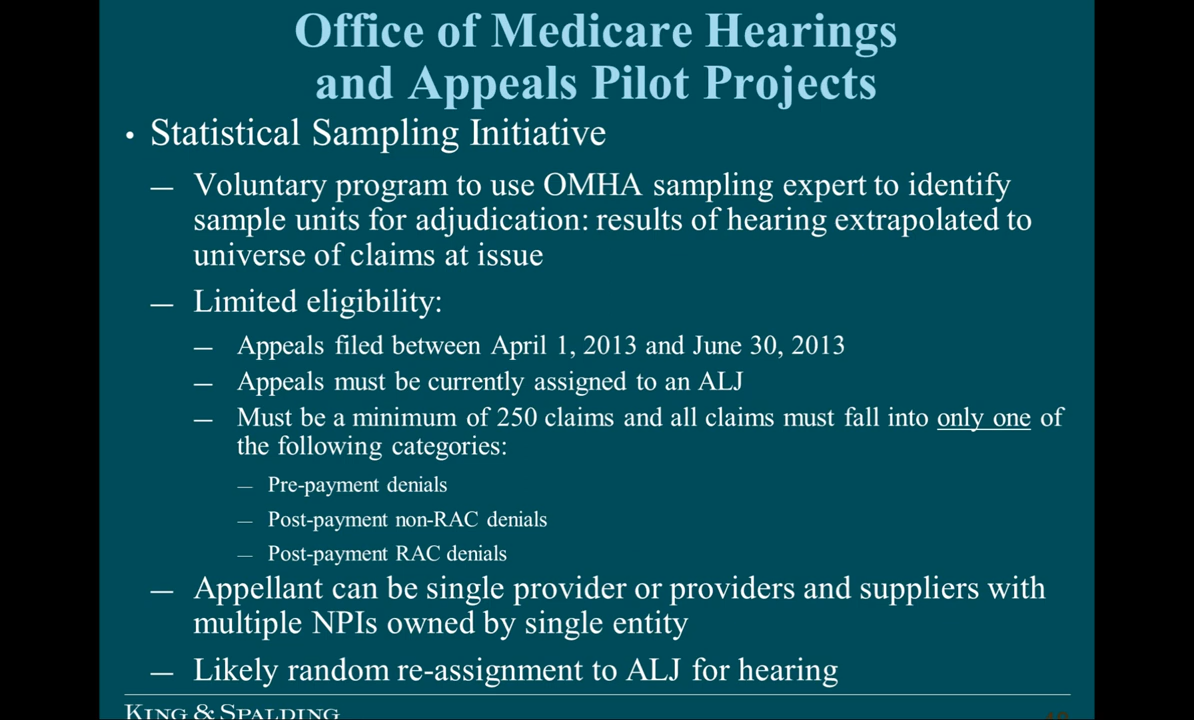 Office of Medicare Hearings
and Appeals Pilot Projects
• Statistical Sampling Initiative
— Voluntary program to use OMHA sampling expert to identify
sample units for adjudication: results of hearing extrapolated to
universe of claims at issue
— Limited eligibility:
— Appeals filed between April 1, 2013 and June 30, 2013
— Appeals must be currently assigned to an ALJ
— Must be a minimum of 250 claims and all claims must fall into only one of
the following categories:
— Pre-payment denials
— Post-payment non-RAC denials
— Post-payment RAC denials
— Appellant can be single provider or providers and suppliers with
multiple NPIs owned by single entity
— Likely random re-assignment to ALJ for hearing
KING & SPALDING